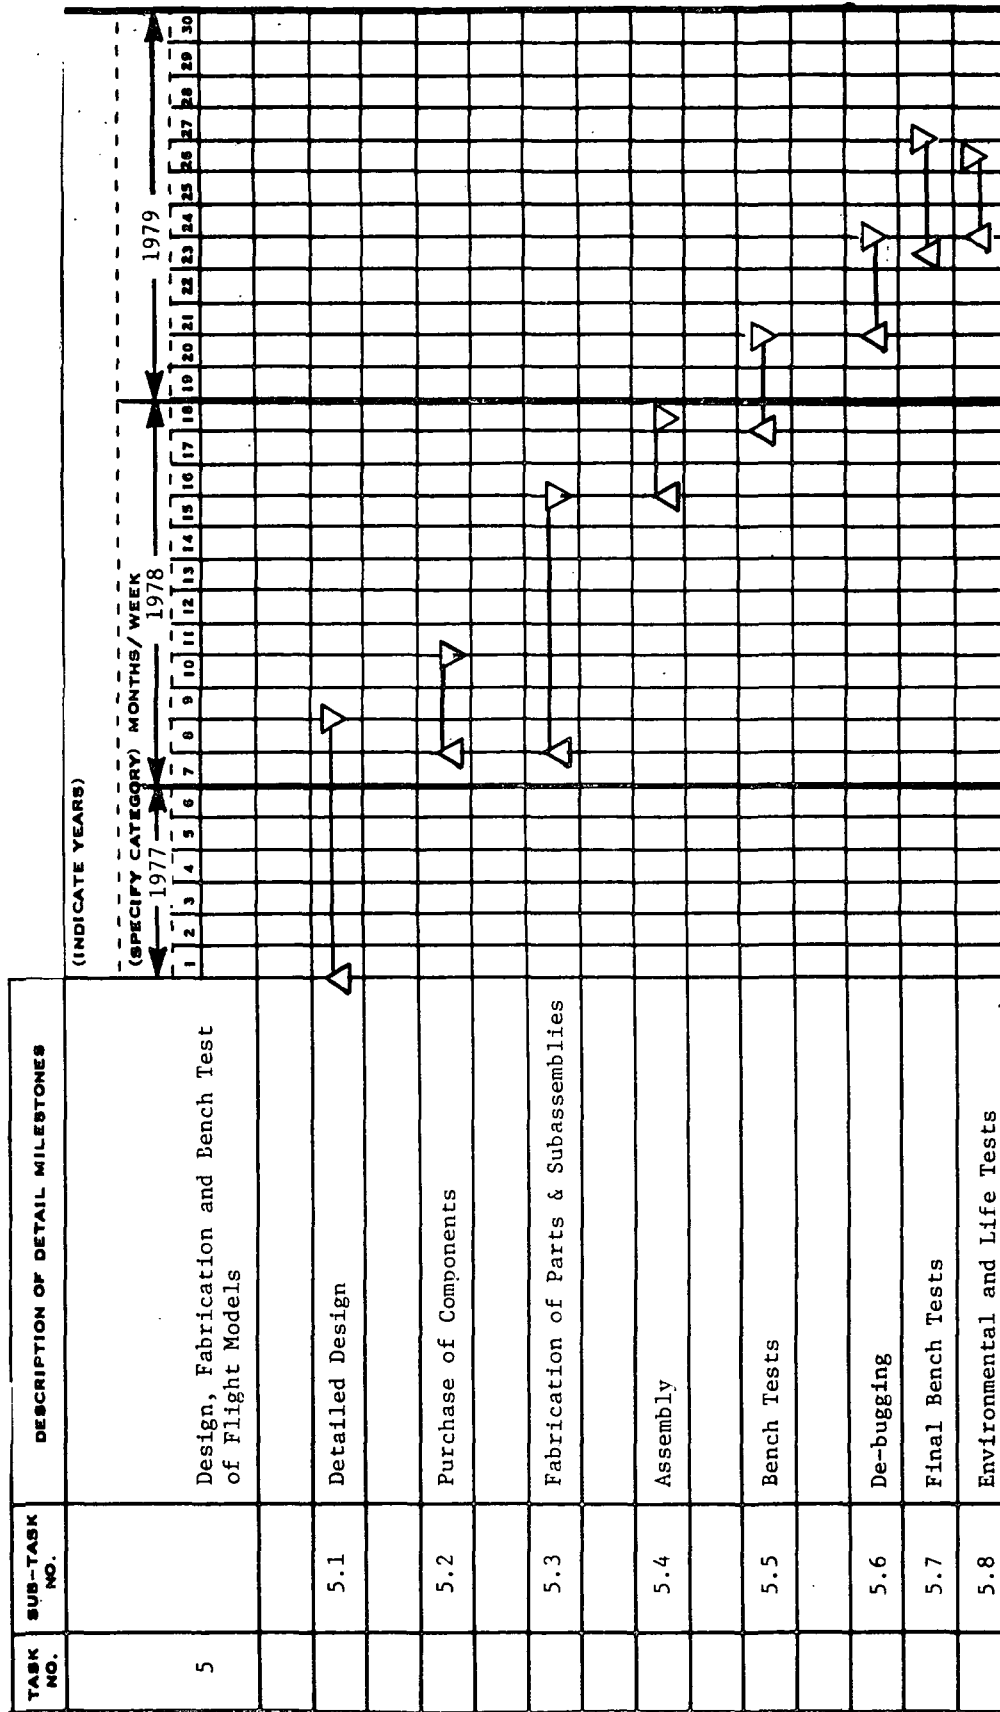 TASK NO.
SUB-TASK NO.
DESCRIPTION OF DETAIL MILESTONES
(INDICATE YEARS)
(SPECIFY CATEGORY) MONTHS/WEEK
1977 1978 1979
1 2 3 4 5 6 7 8 9 10 11 12 13 14 15 16 17 18 19 20 21 22 23 24 25 26 27 28 29 30
5 Design, Fabrication and Bench Test
of Flight Models
5.1 Detailed Design
5.2 Purchase of Components
5.3 Fabrication of Parts & Subassemblies
5.4 Assembly
5.5 Bench Tests
5.6 De-bugging
5.7 Final Bench Tests
5.8 Environmental and Life Tests